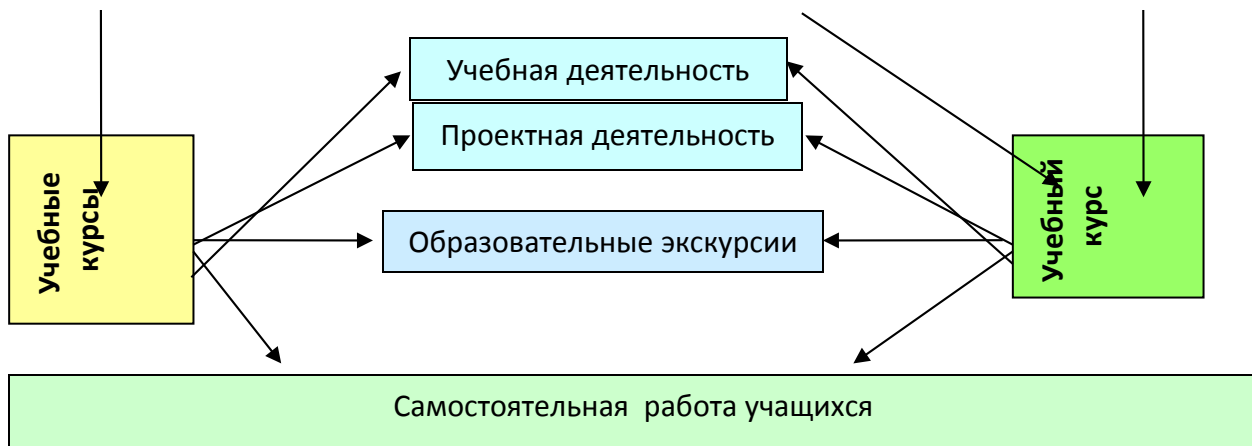 Учебная деятельность
Проектная деятельность
Учебные
курсы
Образовательные экскурсии
Учебный
курс
Самостоятельная работа учащихся